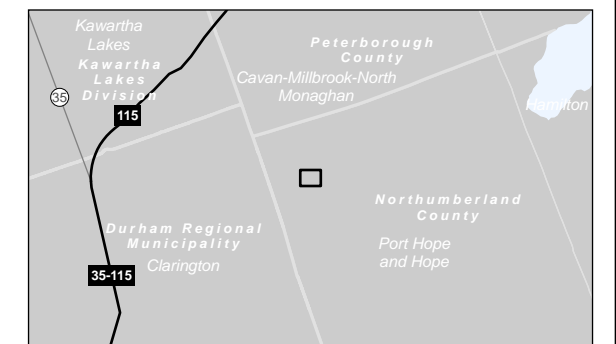 Kawartha
Lakes
Kawartha
Lakes
Division
35
115
Peterborough
County
Cavan-Millbrook-North
Monaghan
Hamilton
Northumberland
County
Durham Regional
Municipality
Clarington
Port Hope
and Hope
35-115